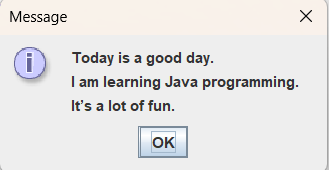 Message
Today is a good day.
I am learning Java programming.
It's a lot of fun.
OK